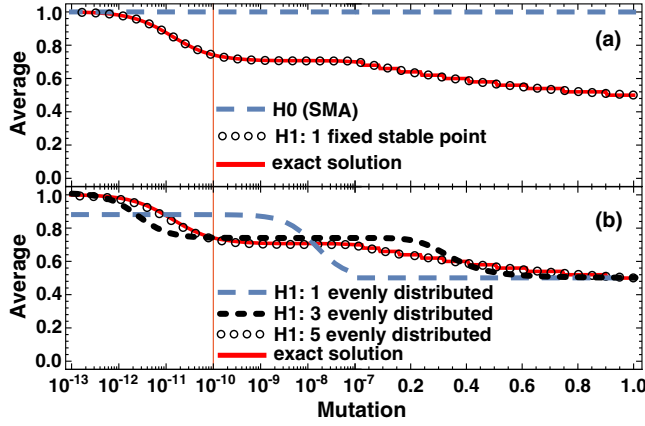 1.0
0.8
0.6
0.4
0.2
0.0
Average
(a)
H0 (SMA)
H1: 1 fixed stable point
exact solution
1.0
0.8
0.6
0.4
0.2
0.0
Average
(b)
H1: 1 evenly distributed
H1: 3 evenly distributed
H1: 5 evenly distributed
exact solution
10-13 10-12 10-11 10-10 10-9 10-8 10-7 0.2 0.4 0.6 0.8 1.0
Mutation